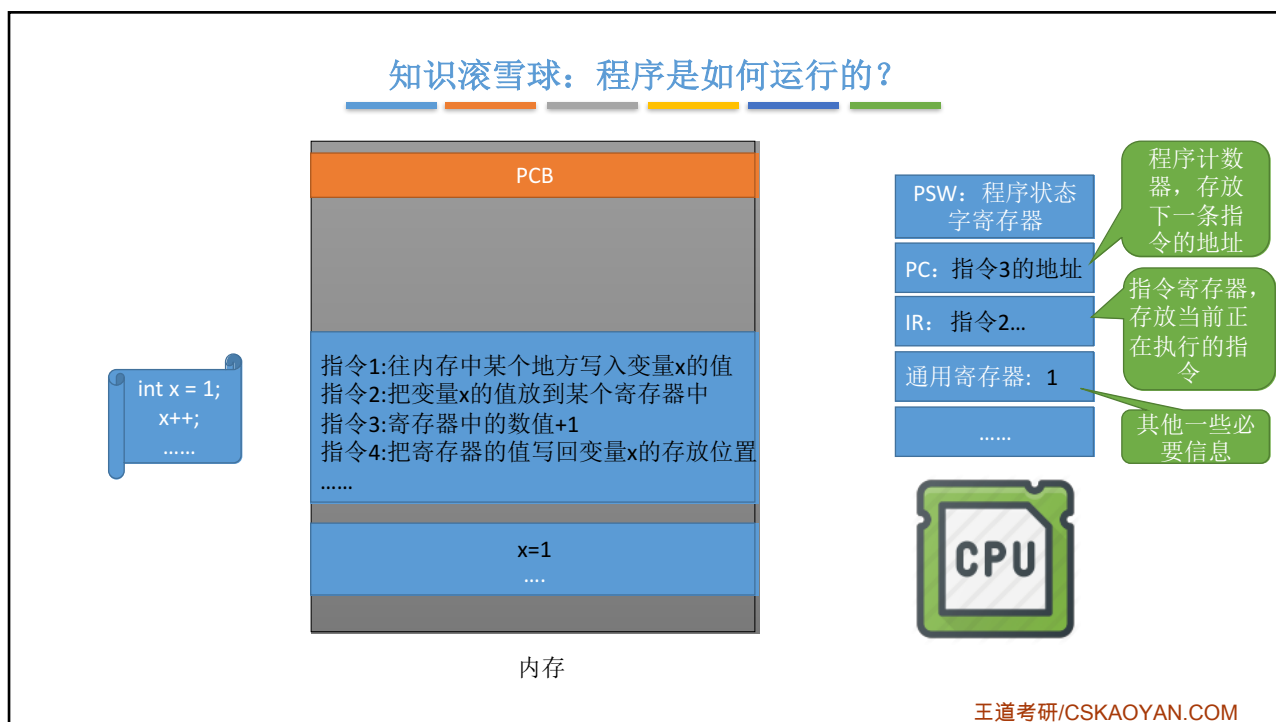 知识滚雪球：程序是如何运行的？
PCB
指令1:往内存中某个地方写入变量x的值
指令2:把变量x的值放到某个寄存器中
指令3:寄存器中的数值+1
指令4:把寄存器的值写回变量x的存放位置
......
x=1
....
内存
int x = 1;
x++;
......
PSW：程序状态
字寄存器
PC：指令3的地址
IR： 指令2...
通用寄存器: 1
......
程序计数
器，存放
下一条指
令的地址
指令寄存器，
存放当前正
在执行的指
令
其他一些必
要信息
CPU
王道考研/CSKAOYAN.COM